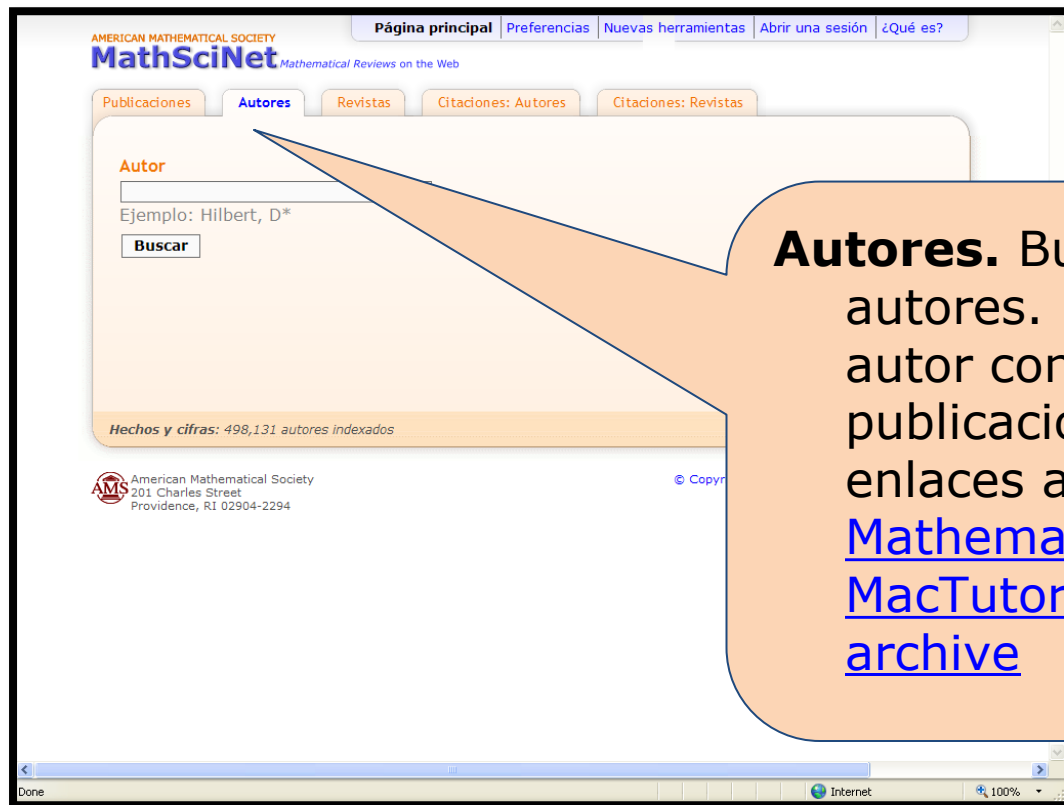 Página principal Preferencias Nuevas herramientas Abrir una sesión ¿Qué es?
AMERICAN MATHEMATICAL SOCIETY
MathSciNet Mathematical Reviews on the Web
Publicaciones Autores Revistas Citaciones: Autores Citaciones: Revistas
Autor
Ejemplo: Hilbert, D*
Buscar
Hechos y cifras: 498,131 autores indexados
AMS
American Mathematical Society
201 Charles Street
Providence, RI 02904-2294
© Copyr
Autores. Bu
autores.
autor con
publicacio
enlaces a
Mathema
MacTutor
archive
Done Internet 100%